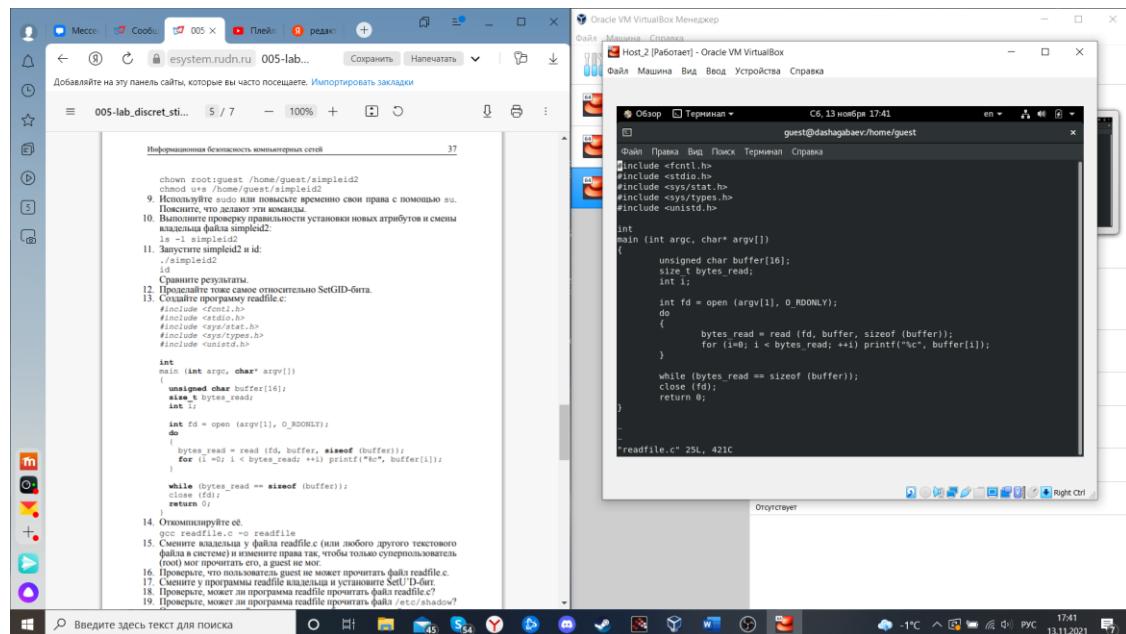 Мессе
Сообщ
005
Плейл
редак
esystem.rudn.ru
005-lab...
Сохранить
Напечатать
Добавляйте на эту панель сайты, которые вы часто посещаете. Импортировать закладки
005-lab_discret_sti...
5 / 7
100%
Информационная безопасность компьютерных сетей 37
chown root:guest /home/guest/simpleid2
chmod u+s /home/guest/simpleid2
9. Используйте sudo или повысьте временно свои права с помощью su.
Поясните, что делают эти команды.
10. Выполните проверку правильности установки новых атрибутов и смены
владельца файла simpleid2:
ls -l simpleid2
11. Запустите simpleid2 и id:
./simpleid2
id
Сравните результаты.
12. Проделайте тоже самое относительно SetGID-бита.
13. Создайте программу readfile.c:
#include <fcntl.h>
#include <stdio.h>
#include <sys/stat.h>
#include <sys/types.h>
#include <unistd.h>
int
main (int argc, char* argv[])
{
unsigned char buffer[16];
size_t bytes_read;
int i;
int fd = open (argv[1], O_RDONLY);
do
{
bytes_read = read (fd, buffer, sizeof (buffer));
for (i =0; i < bytes_read; ++i) printf("%c", buffer[i]);
}
while (bytes_read == sizeof (buffer));
close (fd);
return 0;
}
14. Откомпилируйте её.
gcc readfile.c -o readfile
15. Смените владельца у файла readfile.c (или любого другого текстового
файла в системе) и измените права так, чтобы только суперпользователь
(root) мог прочитать его, а guest не мог.
16. Проверьте, что пользователь guest не может прочитать файл readfile.c.
17. Смените у программы readfile владельца и установите SetU'D-бит.
18. Проверьте, может ли программа readfile прочитать файл readfile.c?
19. Проверьте, может ли программа readfile прочитать файл /etc/shadow?
Oracle VM VirtualBox Менеджер
Файл Машина Справка
Host_2 [Работает] - Oracle VM VirtualBox
Файл Машина Вид Ввод Устройства Справка
Обзор
Терминал
Сб, 13 ноября 17:41
en
guest@dashagabaev:/home/guest
Файл Правка Вид Поиск Терминал Справка
#include <fcntl.h>
#include <stdio.h>
#include <sys/stat.h>
#include <sys/types.h>
#include <unistd.h>
int
main (int argc, char* argv[])
{
unsigned char buffer[16];
size_t bytes_read;
int i;
int fd = open (argv[1], O_RDONLY);
do
{
bytes_read = read (fd, buffer, sizeof (buffer));
for (i=0; i < bytes_read; ++i) printf("%c", buffer[i]);
}
while (bytes_read == sizeof (buffer));
close (fd);
return 0;
}
~
~
"readfile.c" 25L, 421C
Right Ctrl
Отсутствует
Введите здесь текст для поиска
45
54
-1°C
РУС
17:41
13.11.2021
7